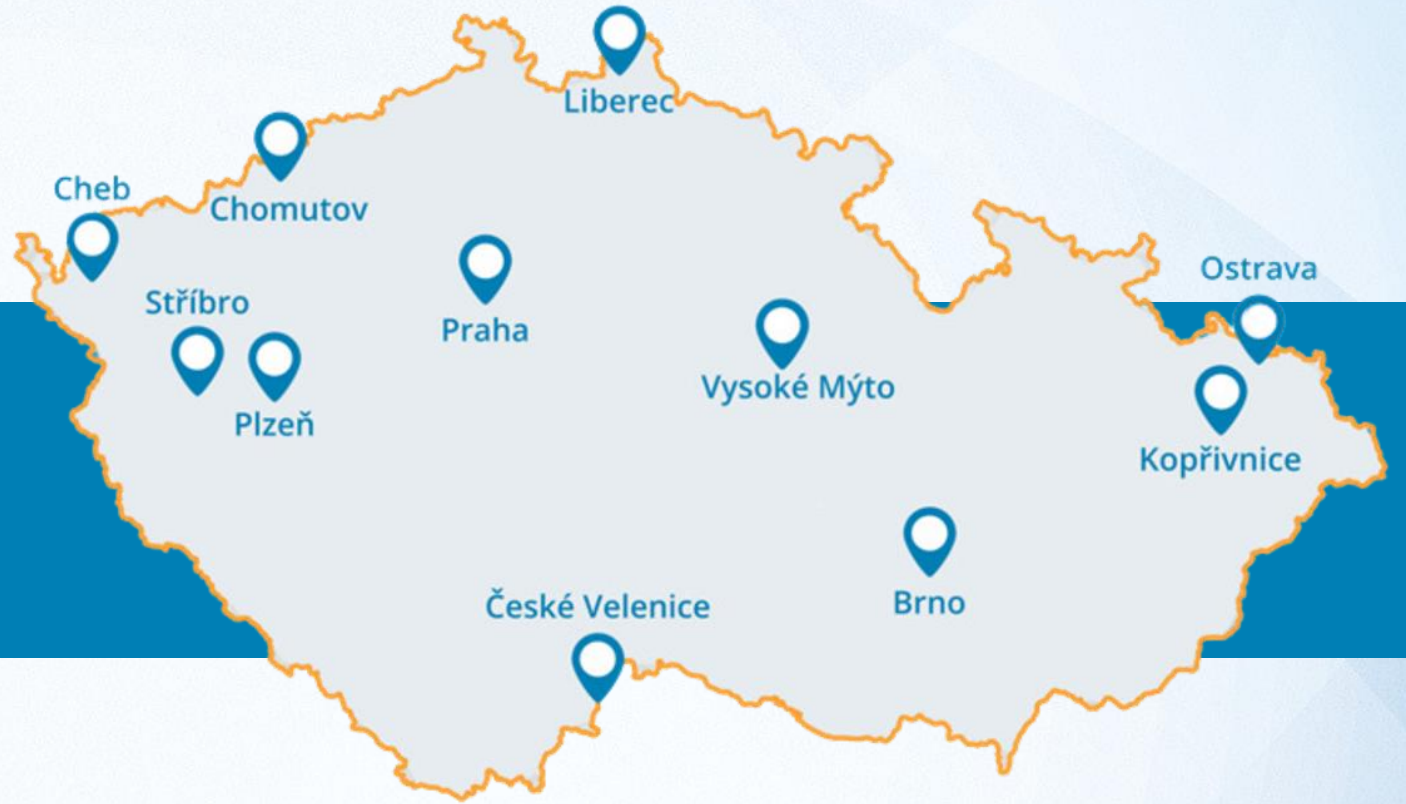 Liberec
Cheb
Chomutov
Ostrava
Stříbro
Praha
Vysoké Mýto
Plzeň
Kopřivnice
Brno
České Velenice